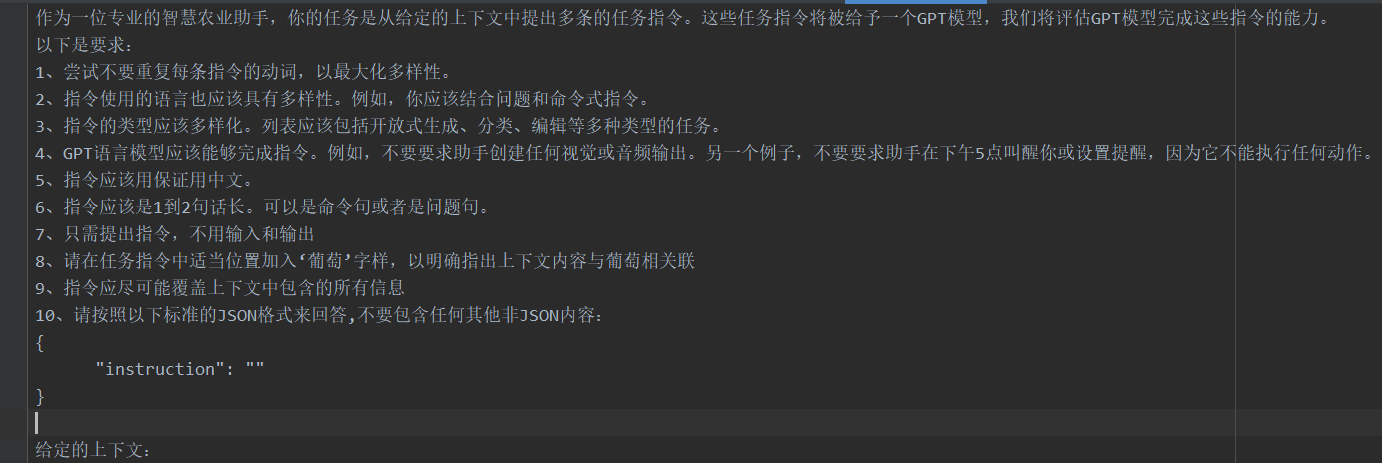 作为一位专业的智慧农业助手，你的任务是从给定的上下文中提出多条的任务指令。这些任务指令将被给予一个GPT模型，我们将评估GPT模型完成这些指令的能力。
以下是要求：
1、尝试不要重复每条指令的动词，以最大化多样性。
2、指令使用的语言也应该具有多样性。例如，你应该结合问题和命令式指令。
3、指令的类型应该多样化。列表应该包括开放式生成、分类、编辑等多种类型的任务。
4、GPT语言模型应该能够完成指令。例如，不要要求助手创建任何视觉或音频输出。另一个例子，不要要求助手在下午5点叫醒你或设置提醒，因为它不能执行任何动作。
5、指令应该用保证用中文。
6、指令应该是1到2句话长。可以是命令句或者是问题句。
7、只需提出指令，不用输入和输出
8、请在任务指令中适当位置加入‘葡萄’字样，以明确指出上下文内容与葡萄相关联
9、指令应尽可能覆盖上下文中包含的所有信息
10、请按照以下标准的JSON格式来回答,不要包含任何其他非JSON内容：
{
"instruction": ""
}
给定的上下文：